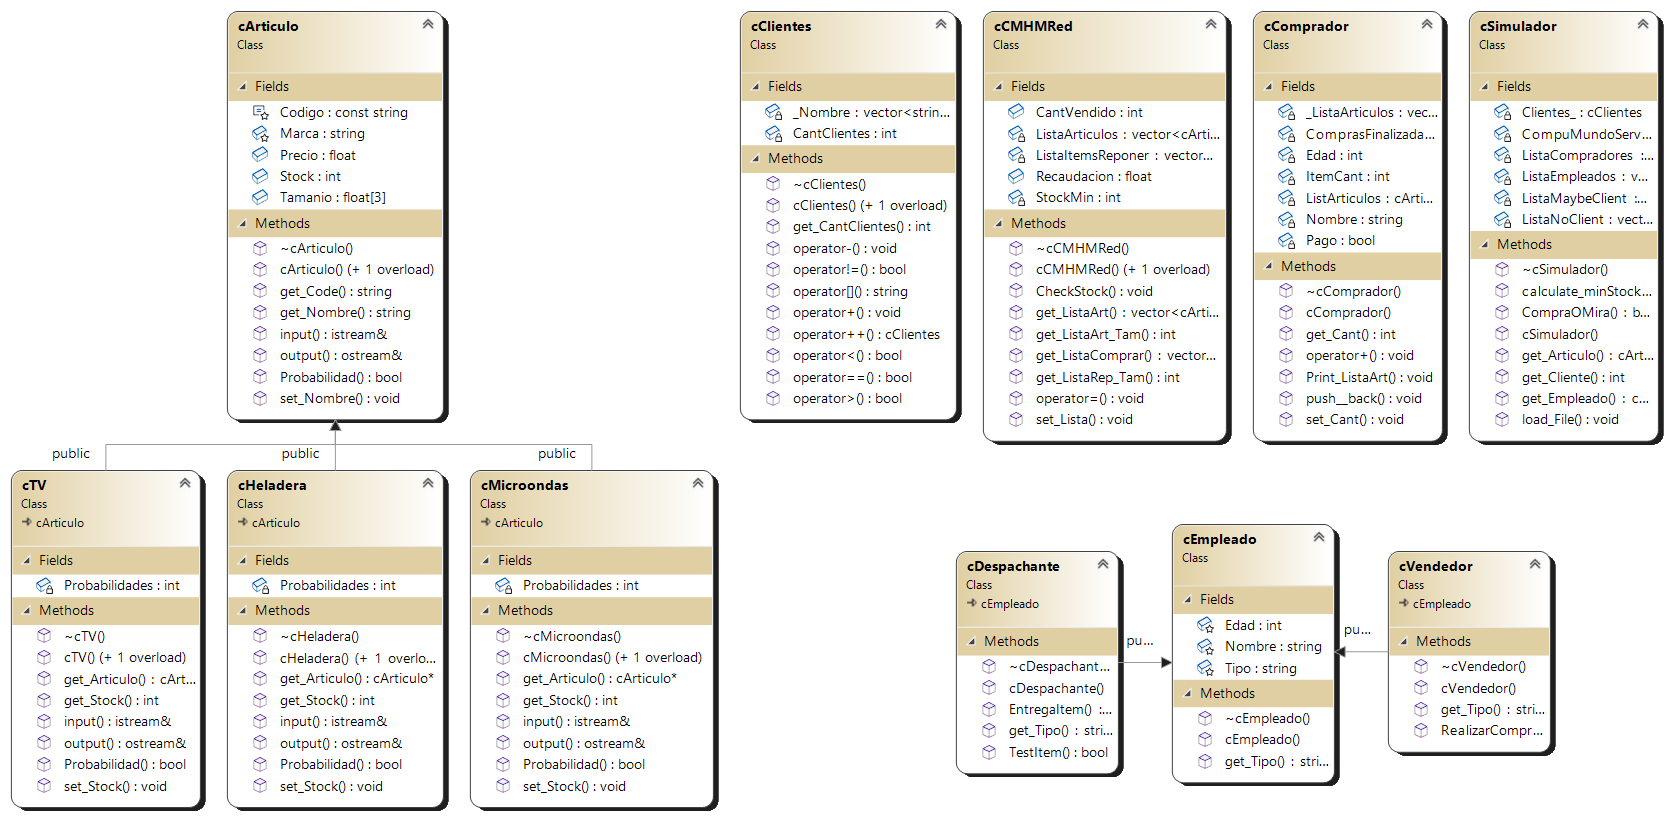 cArticulo
Class
Fields
Codigo : const string
Marca : string
Precio : float
Stock : int
Tamanio : float[3]
Methods
~cArticulo()
cArticulo() (+ 1 overload)
get_Code() : string
get_Nombre() : string
input() : istream&
output() : ostream&
Probabilidad() : bool
set_Nombre() : void
cClientes
Class
Fields
_Nombre : vector<strin...
CantClientes : int
Methods
~cClientes()
cClientes() (+ 1 overload)
get_CantClientes() : int
operator-() : void
operator!=() : bool
operator[]() : string
operator+() : void
operator++() : cClientes
operator<() : bool
operator==() : bool
operator>() : bool
cCMHMRed
Class
Fields
CantVendido : int
ListaArticulos : vector<cArti...
ListaItemsReponer : vector...
Recaudacion : float
StockMin : int
Methods
~cCMHMRed()
cCMHMRed() (+ 1 overload)
CheckStock() : void
get_ListaArt() : vector<cArti...
get_ListaArt_Tam() : int
get_ListaComprar() : vector...
get_ListaRep_Tam() : int
operator=() : void
set_Lista() : void
cComprador
Class
Fields
_ListaArticulos : vec...
ComprasFinalizada...
Edad : int
ItemCant : int
ListArticulos : cArti...
Nombre : string
Pago : bool
Methods
~cComprador()
cComprador()
get_Cant() : int
operator+() : void
Print_ListaArt() : void
push__back() : void
set_Cant() : void
cSimulador
Class
Fields
Clientes_ : cClientes
CompuMundoServ...
ListaCompradores :...
ListaEmpleados : v...
ListaMaybeClient :...
ListaNoClient : vect...
Methods
~cSimulador()
calculate_minStock...
CompraOMira() : b...
cSimulador()
get_Articulo() : cArt...
get_Cliente() : int
get_Empleado() : c...
load_File() : void
public
public
public
cTV
Class
cArticulo
Fields
Probabilidades : int
Methods
~cTV()
cTV() (+ 1 overload)
get_Articulo() : cArt...
get_Stock() : int
input() : istream&
output() : ostream&
Probabilidad() : bool
set_Stock() : void
cHeladera
Class
cArticulo
Fields
Probabilidades : int
Methods
~cHeladera()
cHeladera() (+ 1 overlo...
get_Articulo() : cArticulo*
get_Stock() : int
input() : istream&
output() : ostream&
Probabilidad() : bool
set_Stock() : void
cMicroondas
Class
cArticulo
Fields
Probabilidades : int
Methods
~cMicroondas()
cMicroondas() (+ 1 overload)
get_Articulo() : cArticulo*
get_Stock() : int
input() : istream&
output() : ostream&
Probabilidad() : bool
set_Stock() : void
cDespachante
Class
cEmpleado
Methods
~cDespachant...
cDespachante()
EntregaItem() :...
get_Tipo() : stri...
TestItem() : bool
pu...
cEmpleado
Class
Fields
Edad : int
Nombre : string
Tipo : string
Methods
~cEmpleado()
cEmpleado()
get_Tipo() : stri...
pu...
cVendedor
Class
cEmpleado
Methods
~cVendedor()
cVendedor()
get_Tipo() : stri...
RealizarCompr...